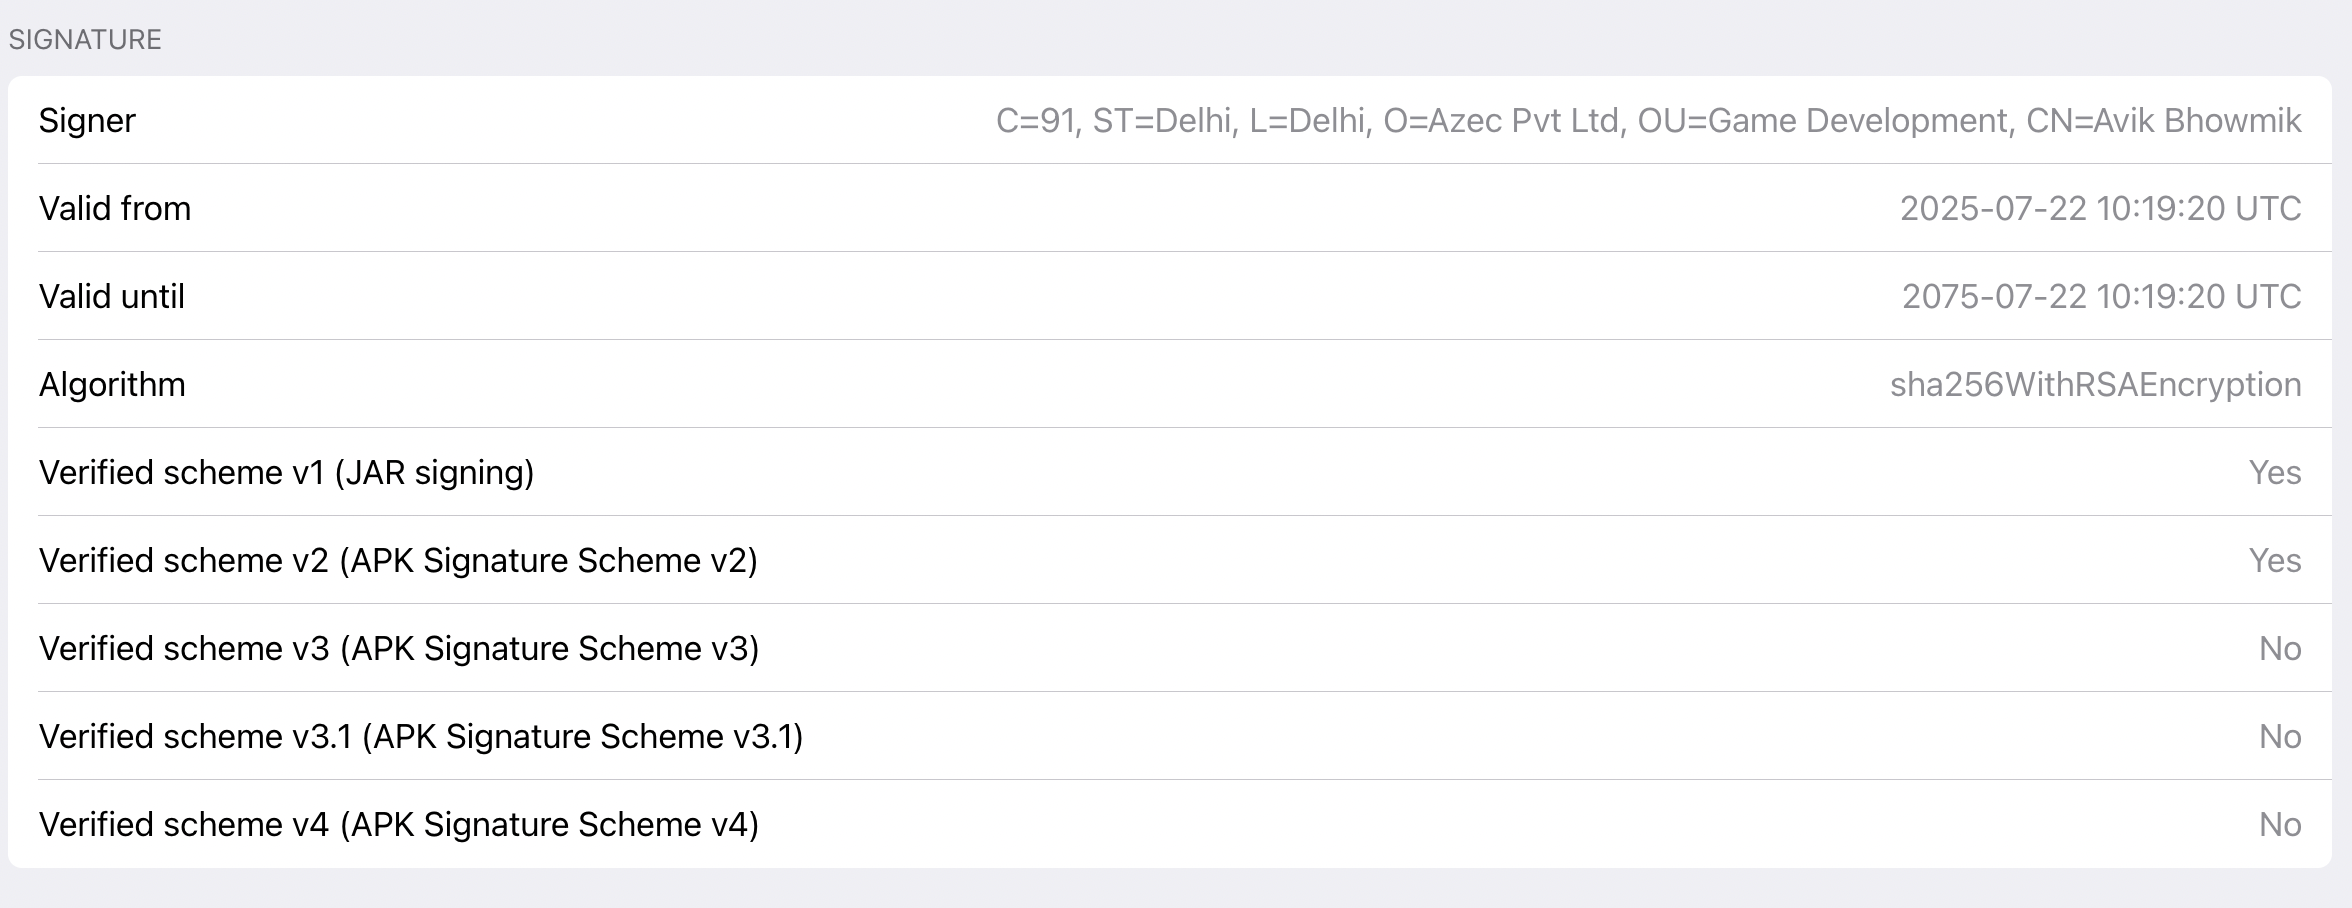 SIGNATURE
Signer C=91, ST=Delhi, L=Delhi, O=Azec Pvt Ltd, OU=Game Development, CN=Avik Bhowmik
Valid from 2025-07-22 10:19:20 UTC
Valid until 2075-07-22 10:19:20 UTC
Algorithm sha256WithRSAEncryption
Verified scheme v1 (JAR signing) Yes
Verified scheme v2 (APK Signature Scheme v2) Yes
Verified scheme v3 (APK Signature Scheme v3) No
Verified scheme v3.1 (APK Signature Scheme v3.1) No
Verified scheme v4 (APK Signature Scheme v4) No